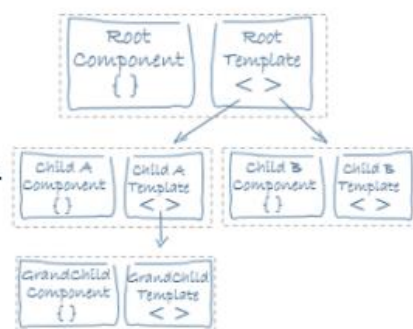 Root
Component
{ }
Root
Template
< >
Child A
Component
{ }
Child A
Template
< >
Child B
Component
{ }
Child B
Template
< >
GrandChild
Component
{ }
GrandChild
Template
< >